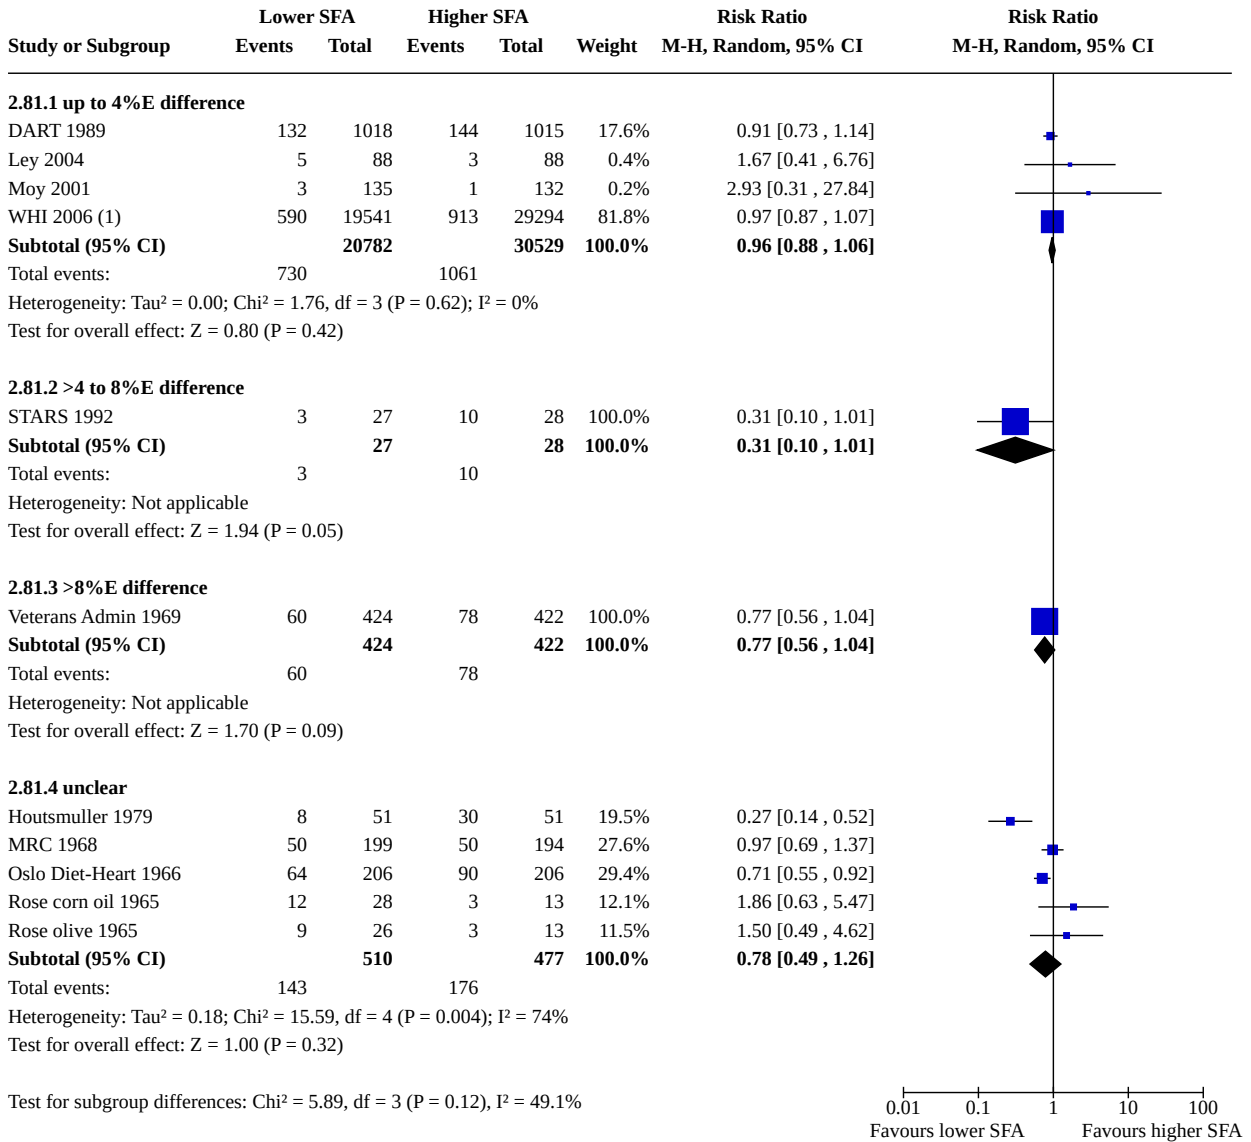 Lower SFA Higher SFA Risk Ratio Risk Ratio
Study or Subgroup Events Total Events Total Weight M-H, Random, 95% CI M-H, Random, 95% CI
2.81.1 up to 4%E difference
DART 1989 132 1018 144 1015 17.6% 0.91 [0.73 , 1.14]
Ley 2004 5 88 3 88 0.4% 1.67 [0.41 , 6.76]
Moy 2001 3 135 1 132 0.2% 2.93 [0.31 , 27.84]
WHI 2006 (1) 590 19541 913 29294 81.8% 0.97 [0.87 , 1.07]
Subtotal (95% CI) 20782 30529 100.0% 0.96 [0.88 , 1.06]
Total events: 730 1061
Heterogeneity: Tau² = 0.00; Chi² = 1.76, df = 3 (P = 0.62); I² = 0%
Test for overall effect: Z = 0.80 (P = 0.42)
2.81.2 >4 to 8%E difference
STARS 1992 3 27 10 28 100.0% 0.31 [0.10 , 1.01]
Subtotal (95% CI) 27 28 100.0% 0.31 [0.10 , 1.01]
Total events: 3 10
Heterogeneity: Not applicable
Test for overall effect: Z = 1.94 (P = 0.05)
2.81.3 >8%E difference
Veterans Admin 1969 60 424 78 422 100.0% 0.77 [0.56 , 1.04]
Subtotal (95% CI) 424 422 100.0% 0.77 [0.56 , 1.04]
Total events: 60 78
Heterogeneity: Not applicable
Test for overall effect: Z = 1.70 (P = 0.09)
2.81.4 unclear
Houtsmuller 1979 8 51 30 51 19.5% 0.27 [0.14 , 0.52]
MRC 1968 50 199 50 194 27.6% 0.97 [0.69 , 1.37]
Oslo Diet-Heart 1966 64 206 90 206 29.4% 0.71 [0.55 , 0.92]
Rose corn oil 1965 12 28 3 13 12.1% 1.86 [0.63 , 5.47]
Rose olive 1965 9 26 3 13 11.5% 1.50 [0.49 , 4.62]
Subtotal (95% CI) 510 477 100.0% 0.78 [0.49 , 1.26]
Total events: 143 176
Heterogeneity: Tau² = 0.18; Chi² = 15.59, df = 4 (P = 0.004); I² = 74%
Test for overall effect: Z = 1.00 (P = 0.32)
Test for subgroup differences: Chi² = 5.89, df = 3 (P = 0.12), I² = 49.1%
0.01 0.1 1 10 100
Favours lower SFA Favours higher SFA